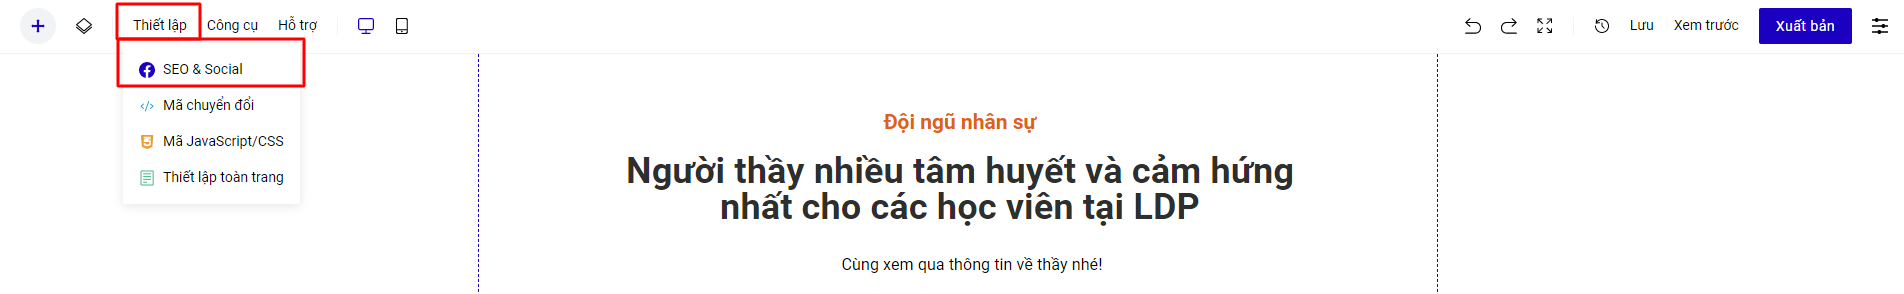 Thiết lập Công cụ Hỗ trợ Lưu Xem trước Xuất bản
SEO & Social
Mã chuyển đổi
Mã JavaScript/CSS
Thiết lập toàn trang
Đội ngũ nhân sự
Người thầy nhiều tâm huyết và cảm hứng
nhất cho các học viên tại LDP
Cùng xem qua thông tin về thầy nhé!